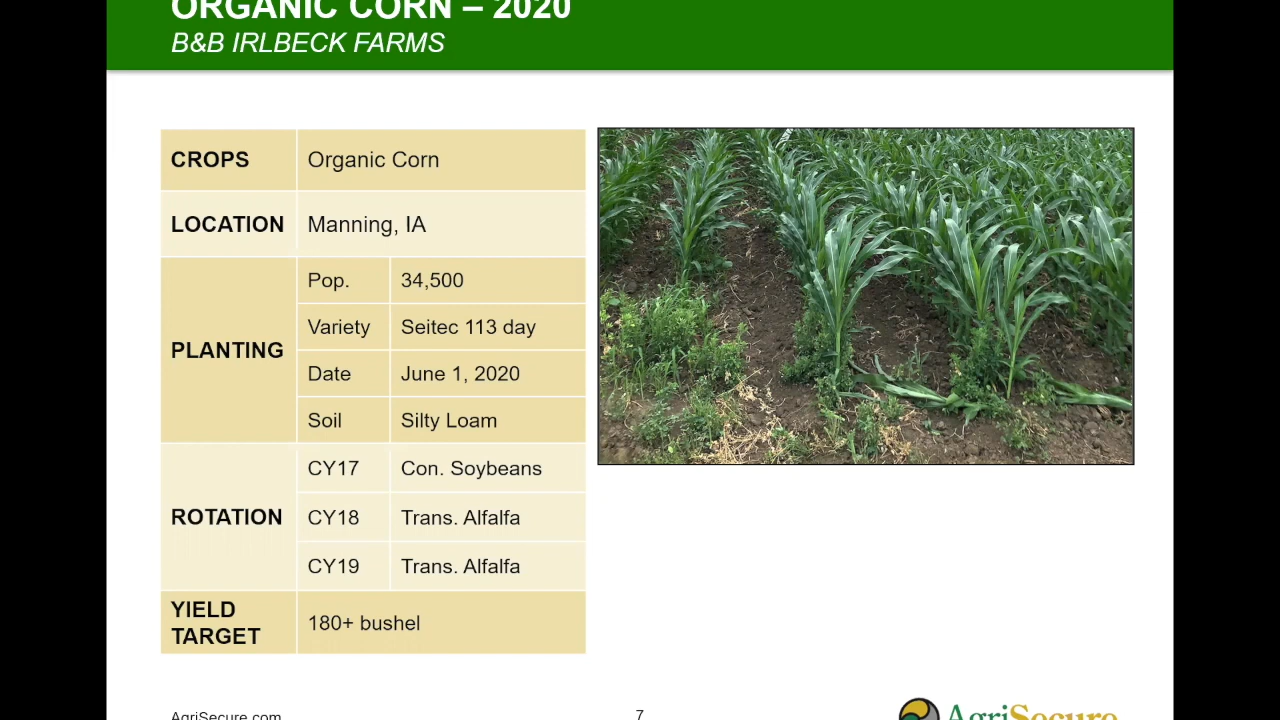 ORGANIC CORN – 2020
B&B IRLBECK FARMS
CROPS Organic Corn
LOCATION Manning, IA
PLANTING
Pop. 34,500
Variety Seitec 113 day
Date June 1, 2020
Soil Silty Loam
ROTATION
CY17 Con. Soybeans
CY18 Trans. Alfalfa
CY19 Trans. Alfalfa
YIELD
TARGET
180+ bushel
AgriSecure.com
7
AgriSecure